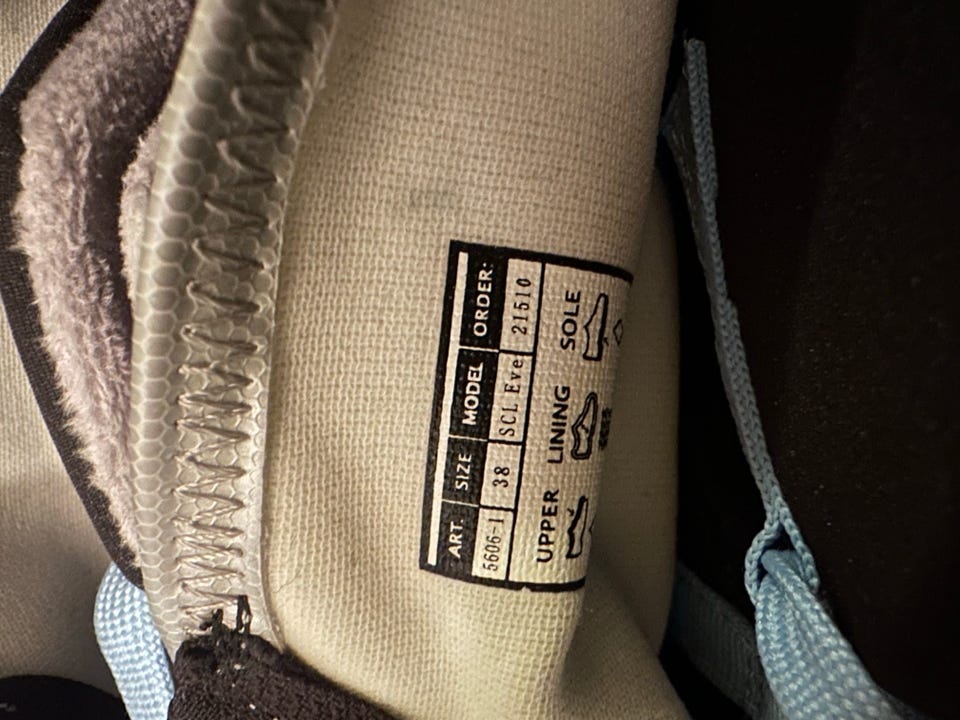 ART. SIZE MODEL ORDER:
5606-1 38 SCL Eve 21510
UPPER LINING SOLE